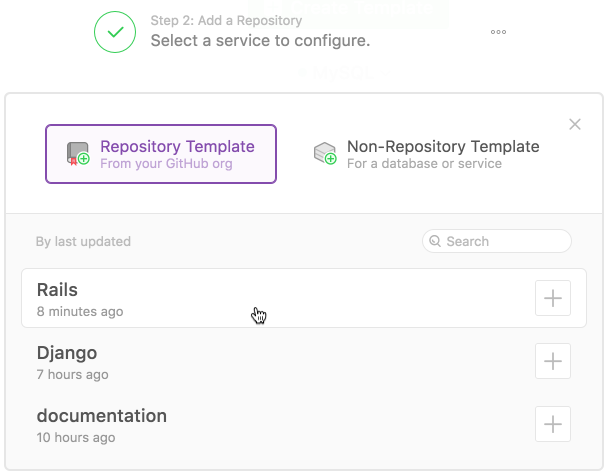 Step 2: Add a Repository
Select a service to configure.
Repository Template
From your GitHub org
Non-Repository Template
For a database or service
By last updated
Search
Rails
8 minutes ago
Django
7 hours ago
documentation
10 hours ago